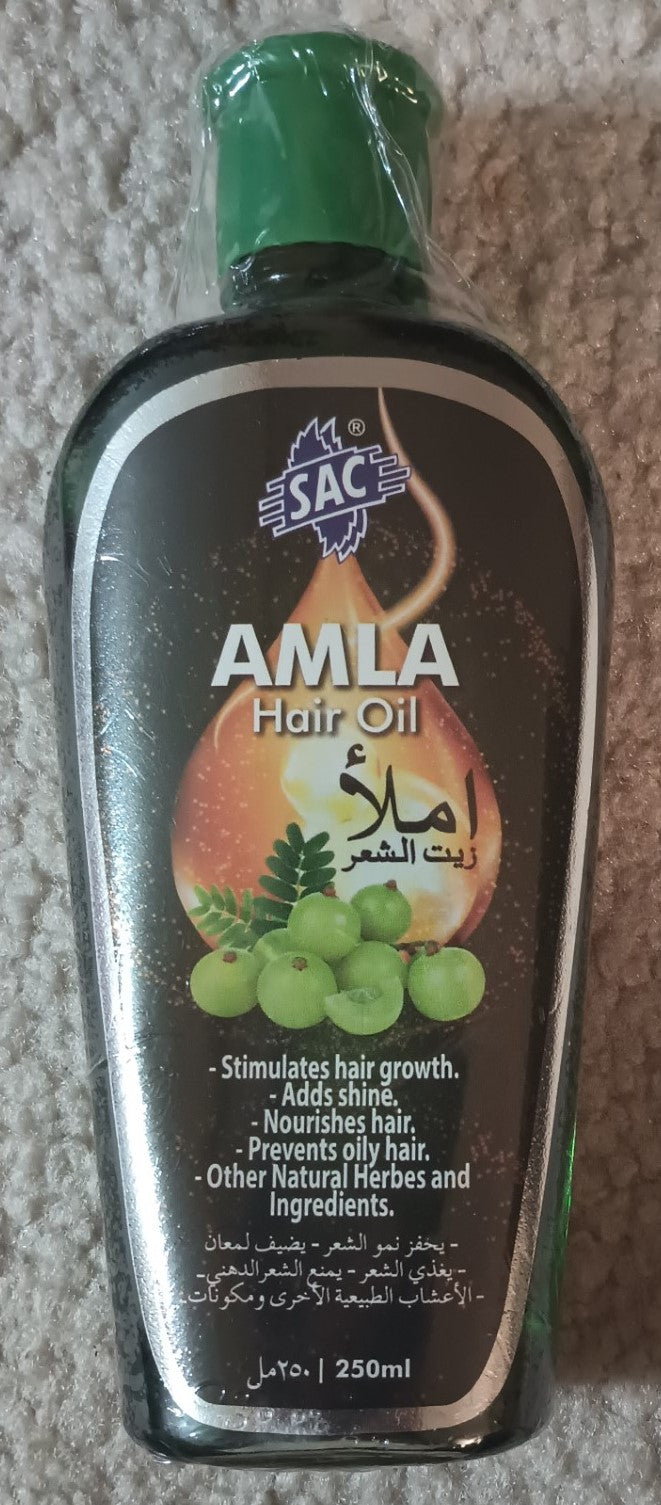 SAC ®
AMLA
Hair Oil
املأ
زيت الشعر
- Stimulates hair growth.
- Adds shine.
- Nourishes hair.
- Prevents oily hair.
- Other Natural Herbes and
Ingredients.
- يحفز نمو الشعر - يضيف لمعان
- يغذي الشعر - يمنع الشعر الدهني
- الأعشاب الطبيعية الأخرى ومكونات
٢٥٠مل | 250ml